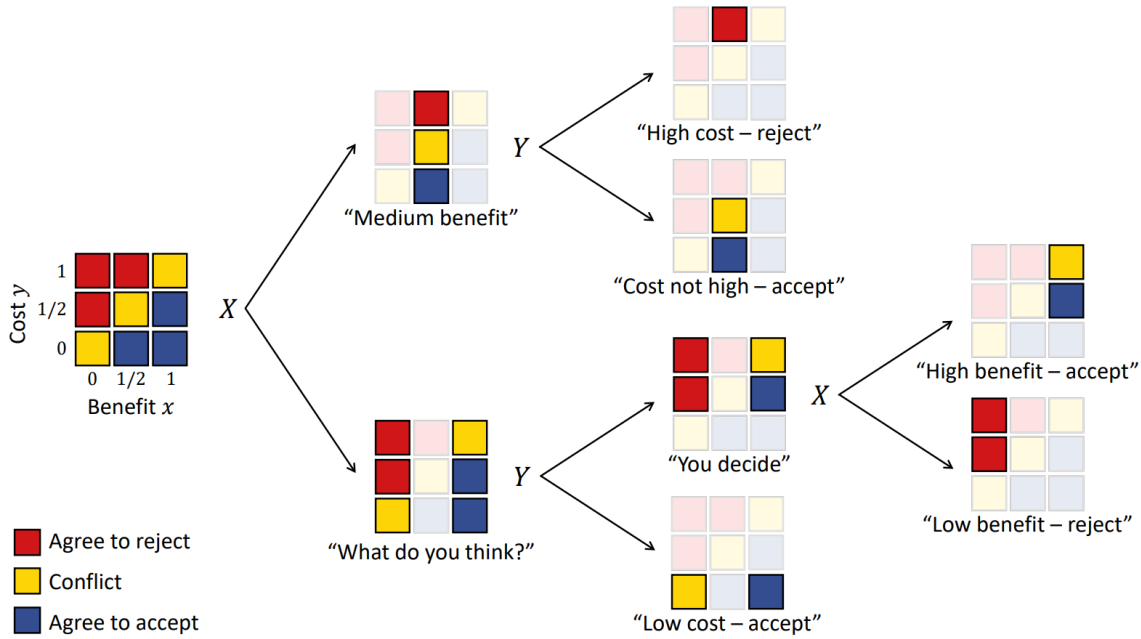 “High cost – reject”
“Medium benefit”
Y
“Cost not high – accept”
Cost y
1
1/2
0
0 1/2 1
Benefit x
X
“What do you think?”
Y
“You decide”
X
“Low cost – accept”
“High benefit – accept”
“Low benefit – reject”
Agree to reject
Conflict
Agree to accept